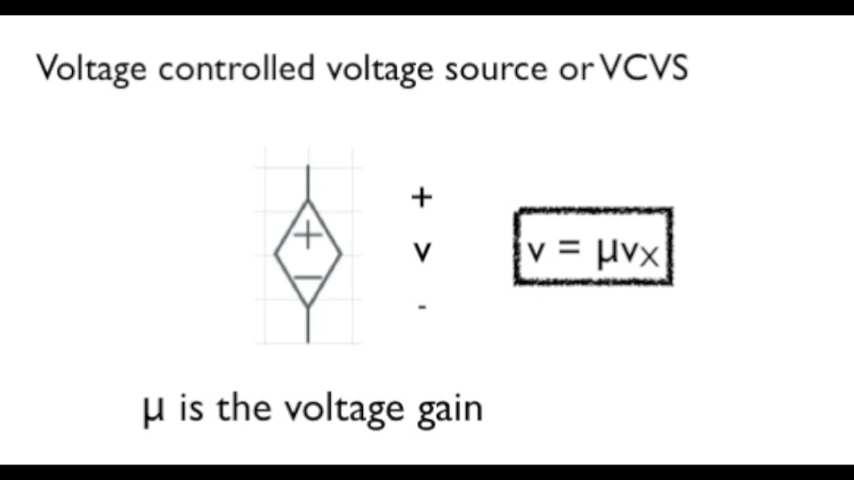 Voltage controlled voltage source or VCVS
+
+
v
v = μvx
−
-
μ is the voltage gain